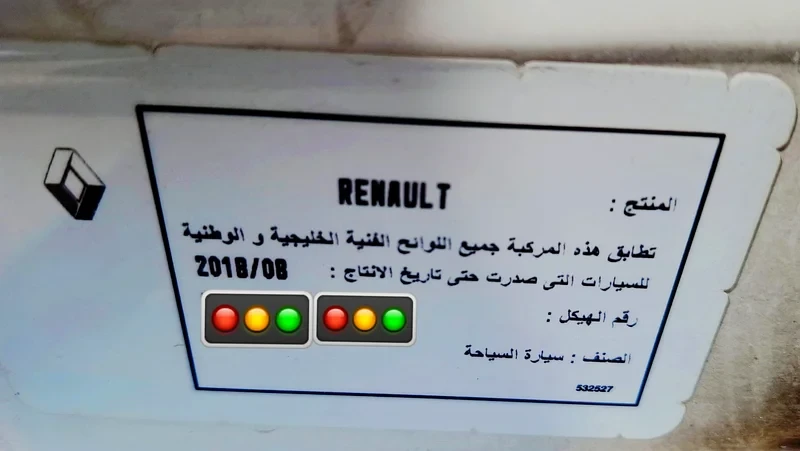 المنتج : RENAULT
تطابق هذه المركبة جميع اللوائح الفنية الخليجية و الوطنية
للسيارات التى صدرت حتى تاريخ الانتاج : 2018/08
رقم الهيكل :
الصنف : سيارة السياحة
532527